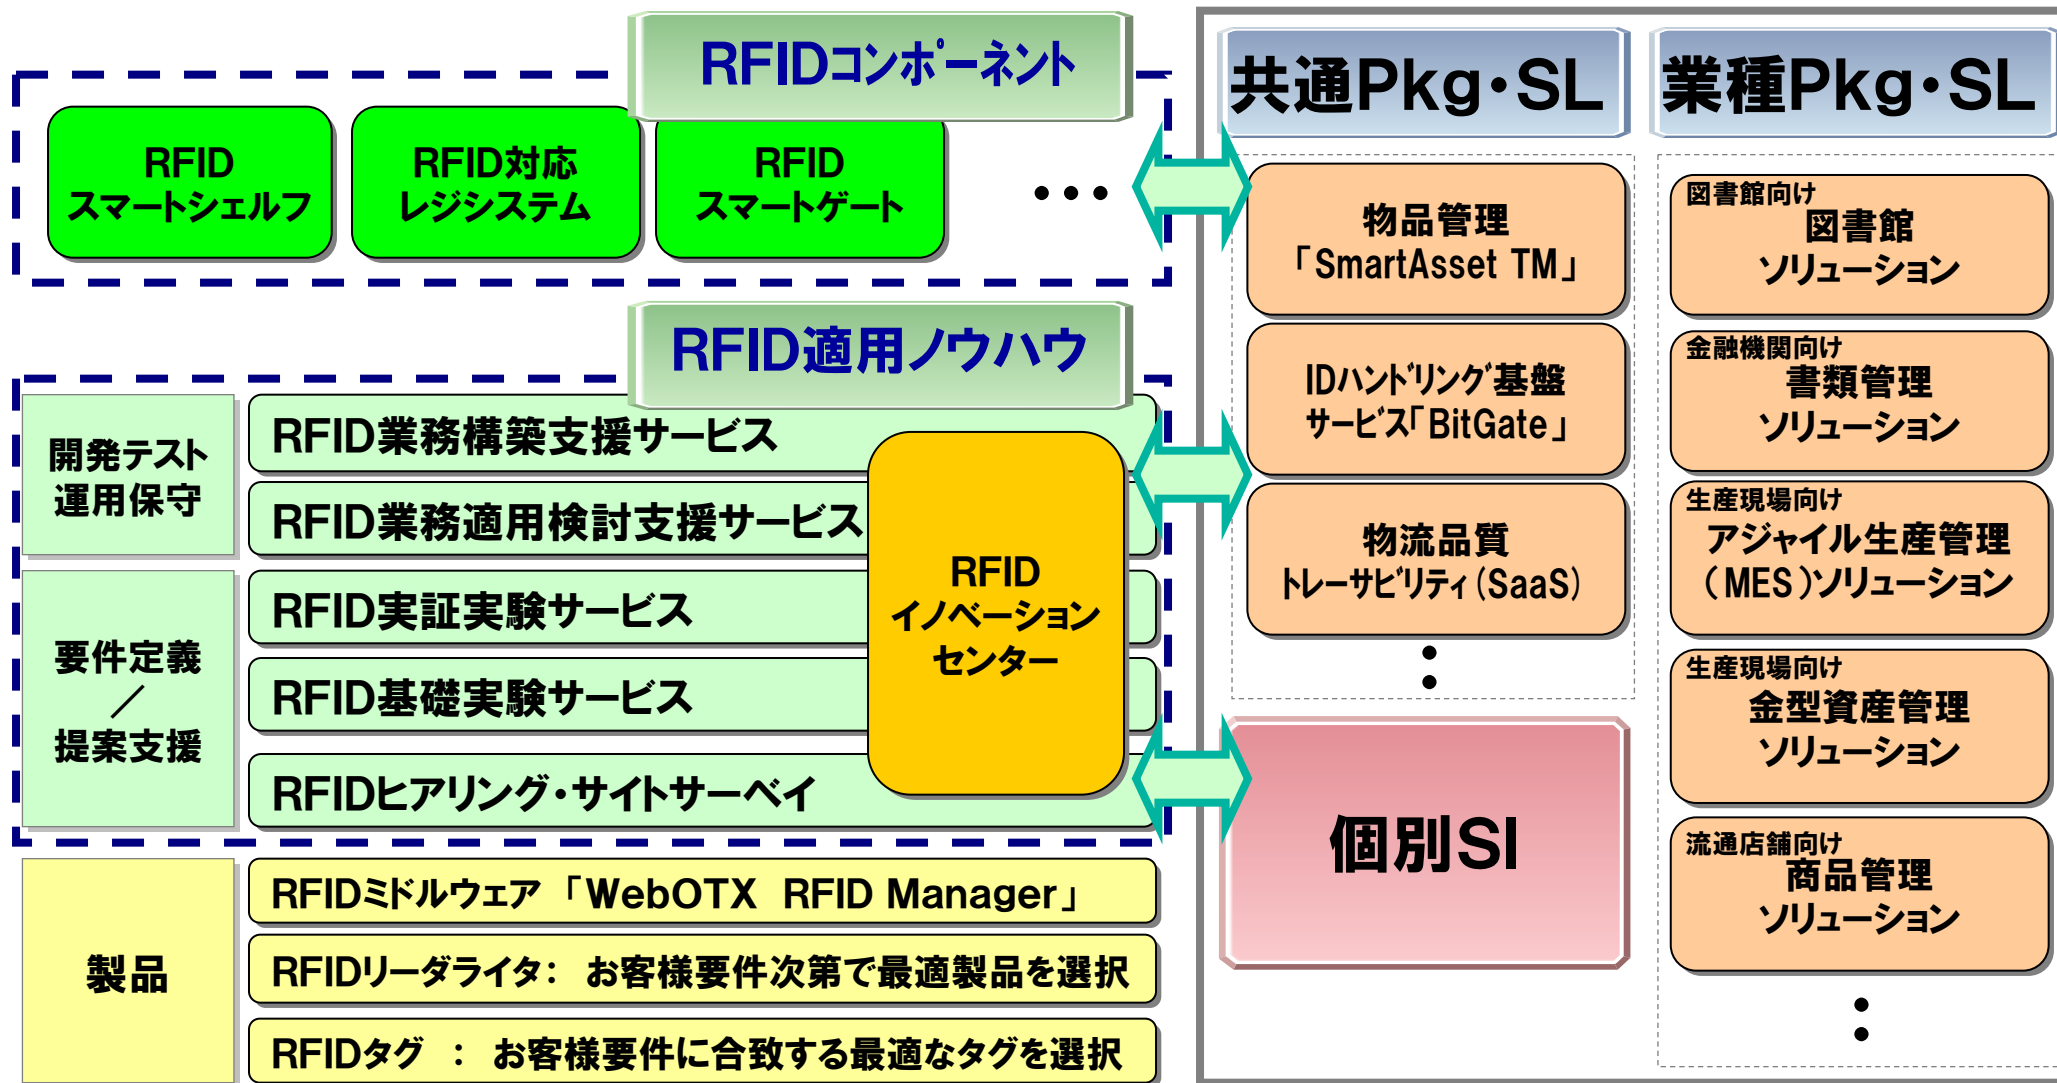 RFIDコンポーネント
RFID
スマートシェルフ
RFID対応
レジシステム
RFID
スマートゲート
・・・
RFID適用ノウハウ
開発テスト
運用保守
RFID業務構築支援サービス
RFID業務適用検討支援サービス
要件定義
／
提案支援
RFID実証実験サービス
RFID基礎実験サービス
RFIDヒアリング・サイトサーベイ
RFID
イノベーション
センター
製品
RFIDミドルウェア「WebOTX RFID Manager」
RFIDリーダライタ： お客様要件次第で最適製品を選択
RFIDタグ ： お客様要件に合致する最適なタグを選択
共通Pkg・SL
物品管理
「SmartAsset TM」
IDハンドリング基盤
サービス「BitGate」
物流品質
トレーサビリティ(SaaS)
・
・
個別SI
業種Pkg・SL
図書館向け
図書館
ソリューション
金融機関向け
書類管理
ソリューション
生産現場向け
アジャイル生産管理
(MES)ソリューション
生産現場向け
金型資産管理
ソリューション
流通店舗向け
商品管理
ソリューション
・
・